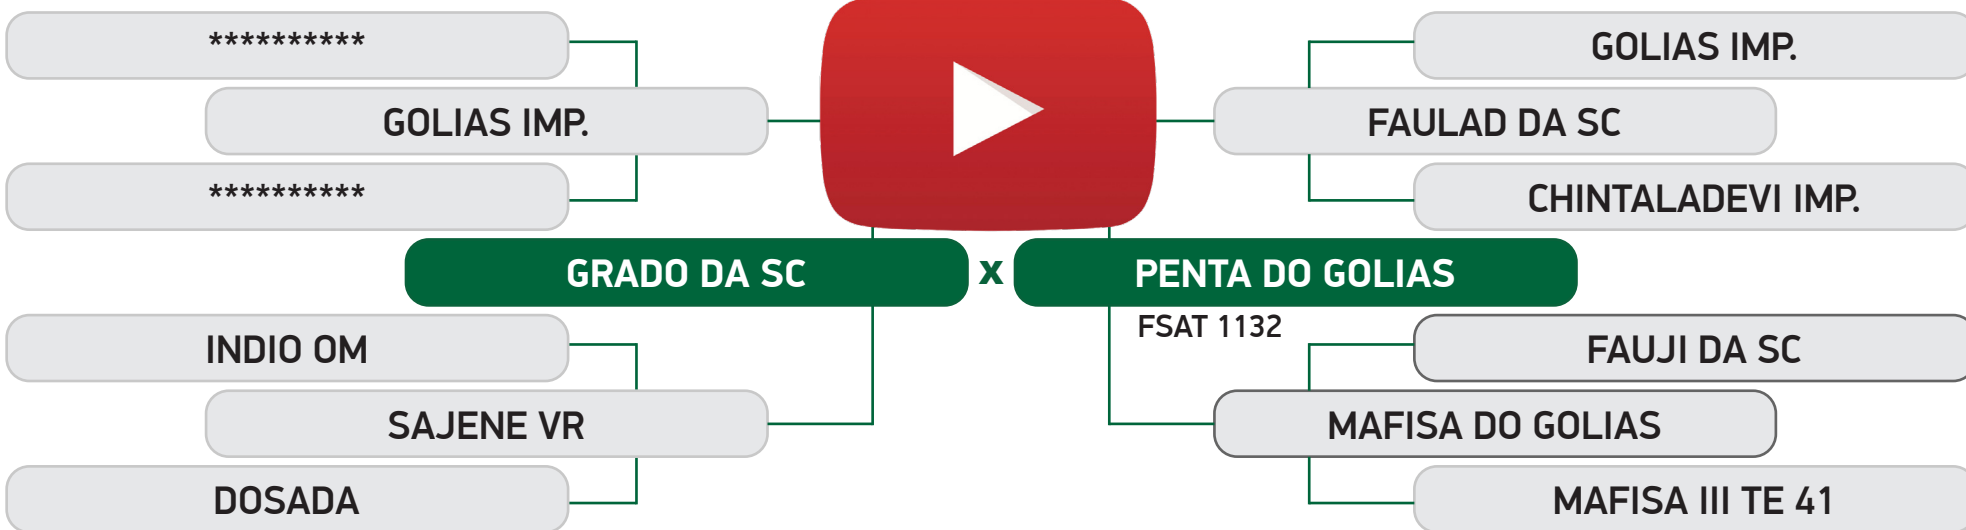 **********
GOLIAS IMP.
GOLIAS IMP.
FAULAD DA SC
**********
CHINTALADEVI IMP.
GRADO DA SC x PENTA DO GOLIAS
FSAT 1132
INDIO OM
FAUJI DA SC
SAJENE VR
MAFISA DO GOLIAS
DOSADA
MAFISA III TE 41